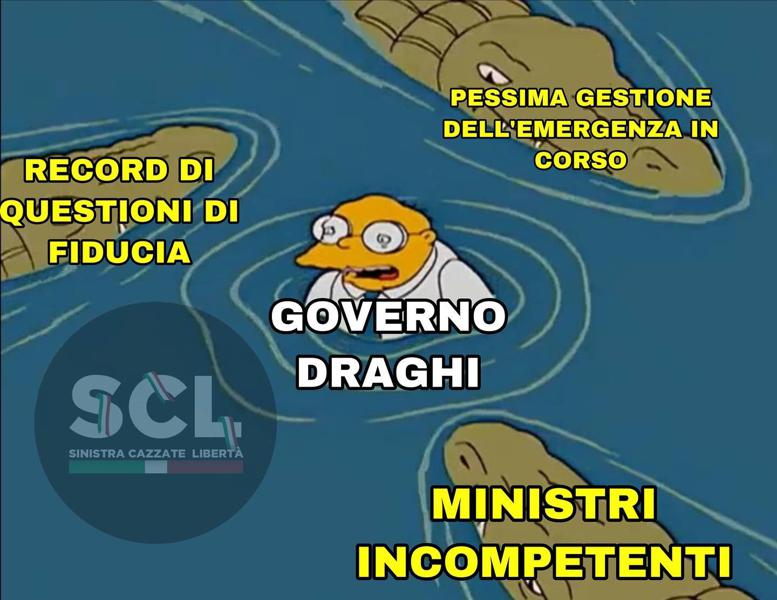 PESSIMA GESTIONE
DELL'EMERGENZA IN
CORSO
RECORD DI
QUESTIONI DI
FIDUCIA
GOVERNO
DRAGHI
SCL
SINISTRA CAZZATE LIBERTÀ
MINISTRI
INCOMPETENTI